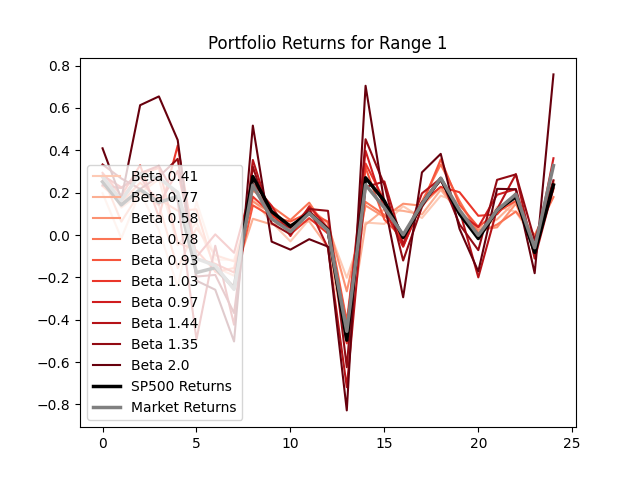 Portfolio Returns for Range 1
0.8
0.6
0.4
0.2
0.0
−0.2
−0.4
−0.6
−0.8
Beta 0.41
Beta 0.77
Beta 0.58
Beta 0.78
Beta 0.93
Beta 1.03
Beta 0.97
Beta 1.44
Beta 1.35
Beta 2.0
SP500 Returns
Market Returns
0 5 10 15 20 25